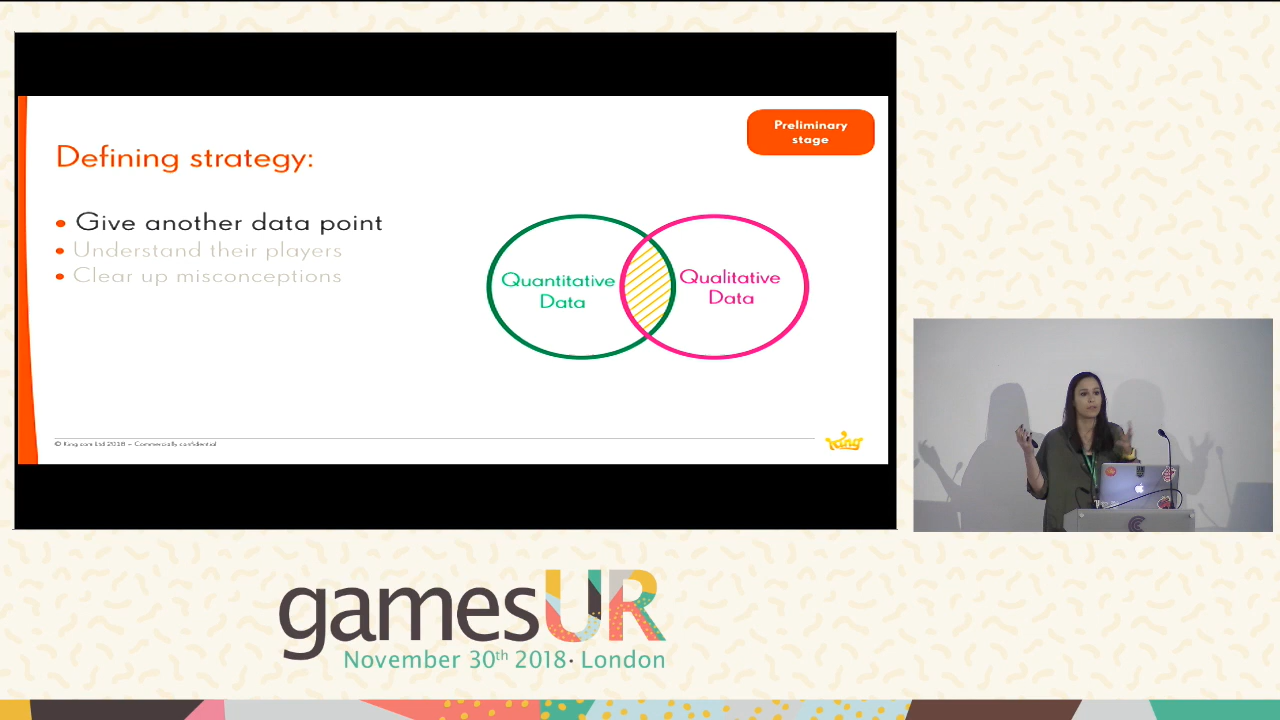 Preliminary
stage
Defining strategy:
• Give another data point
• Understand their players
• Clear up misconceptions
Quantitative
Data
Qualitative
Data
© King.com Ltd 2018 – Commercially confidential
King
gamesUR
November 30th 2018 · London